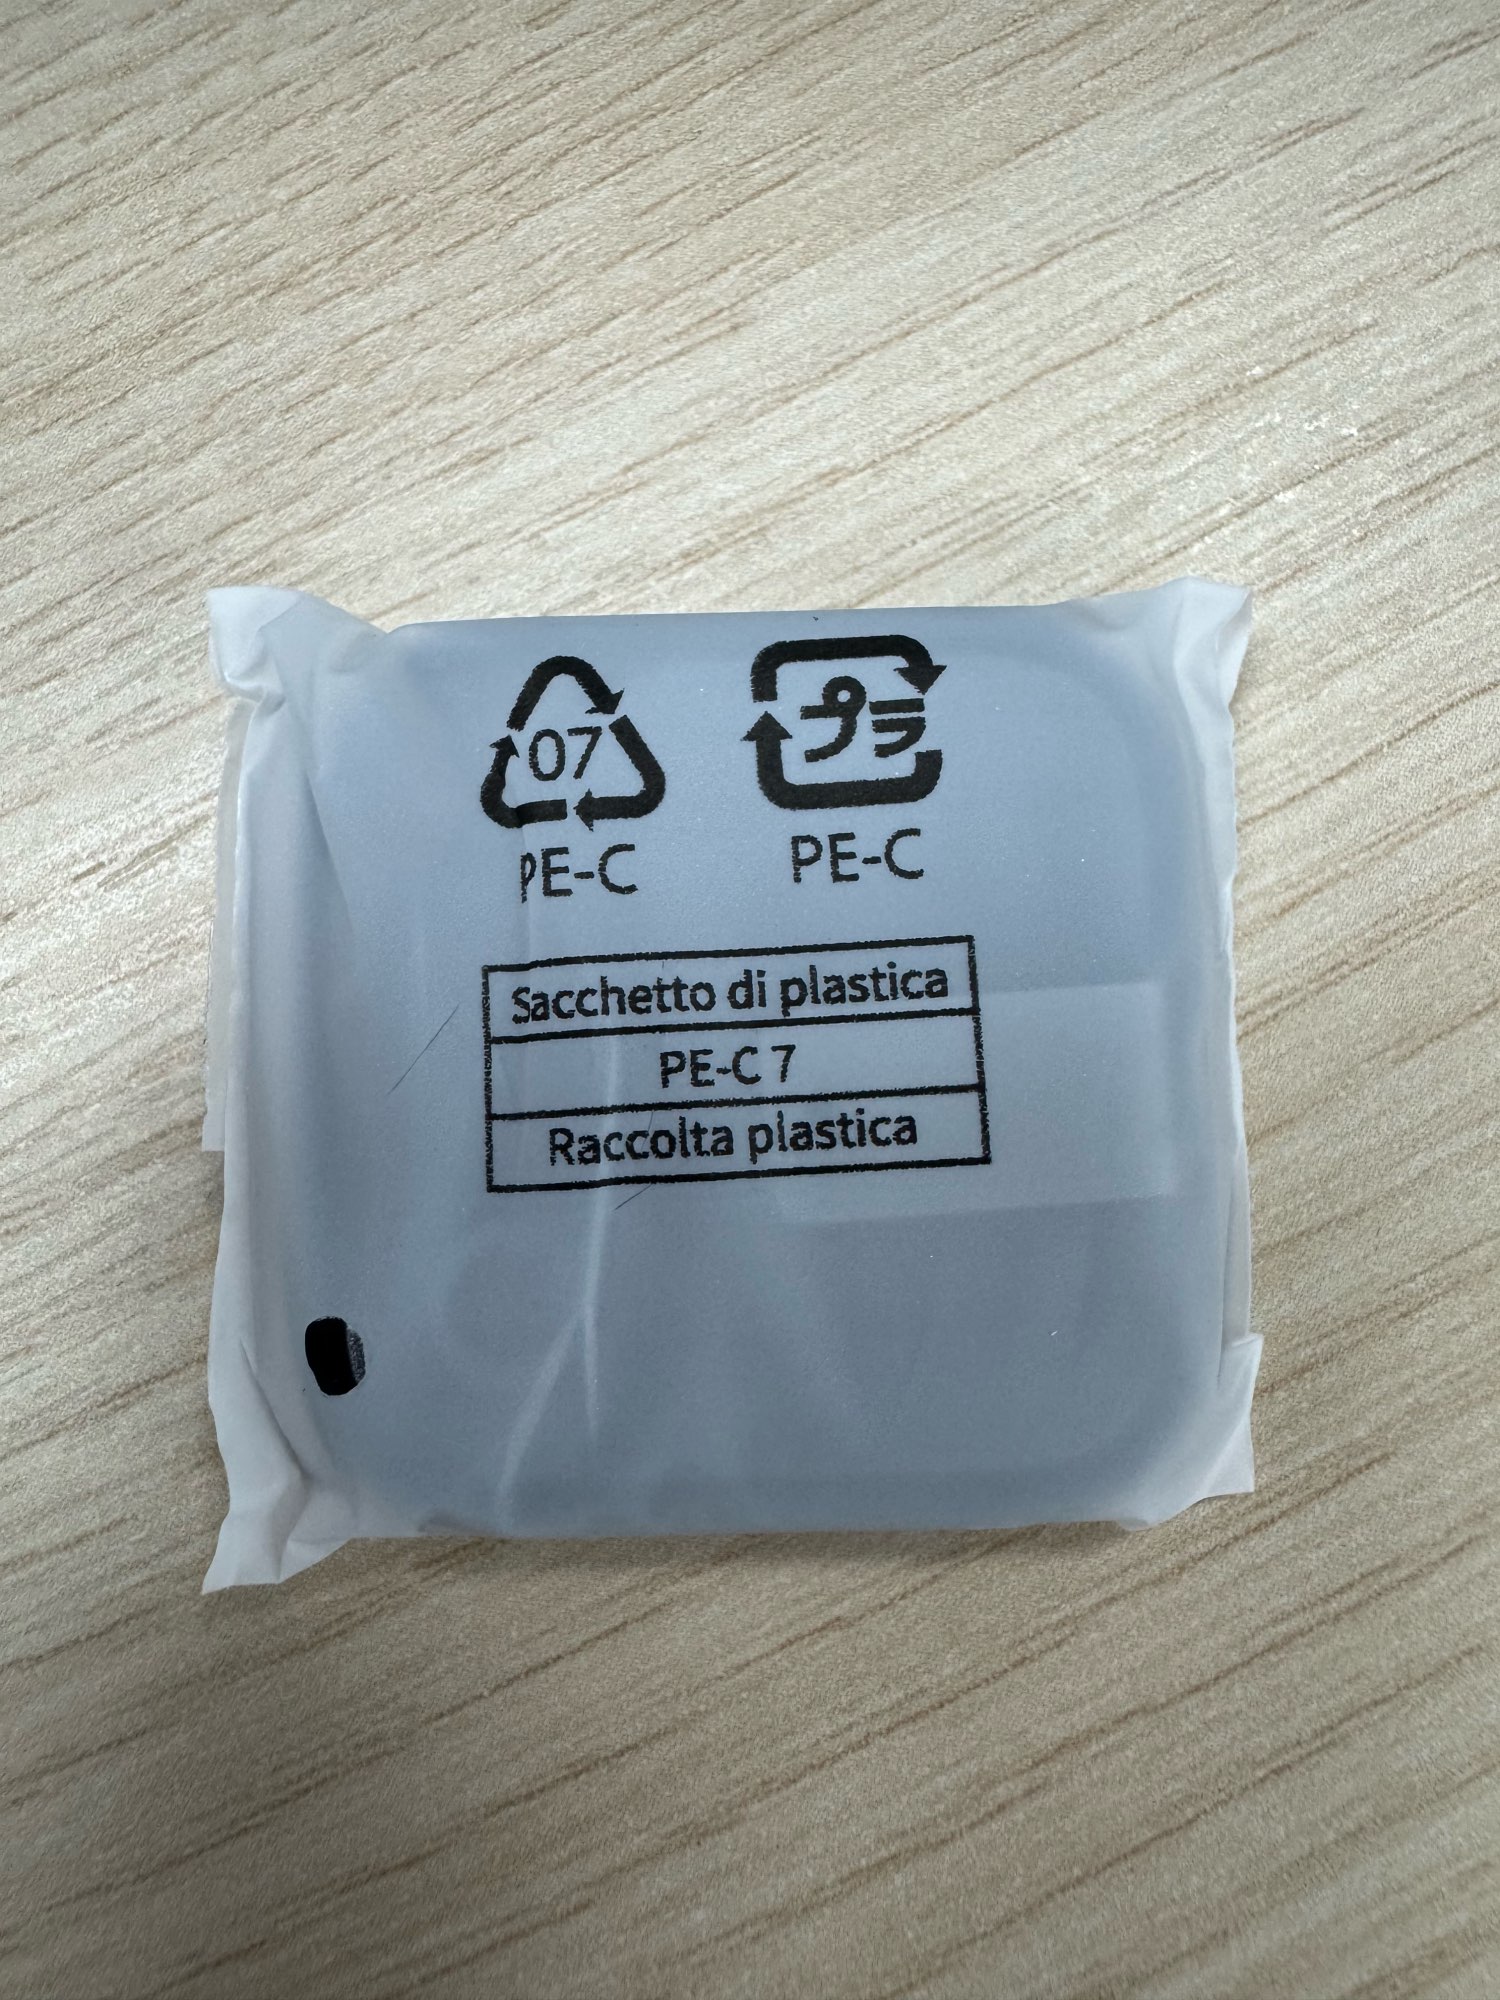 07 プラ
PE-C PE-C
Sacchetto di plastica
PE-C 7
Raccolta plastica